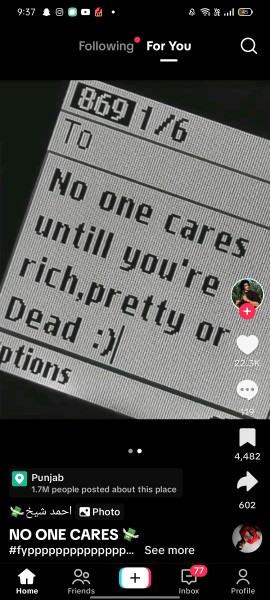 9:37
Following
For You
869 1/6
To
No one cares
untill you're
rich,pretty or
Dead :)
ptions
22.3K
119
4,482
Punjab
1.7M people posted about this place
602
احمد شيخ
Photo
NO ONE CARES
#fyppppppppppppppp... See more
77
Home
Friends
Inbox
Profile